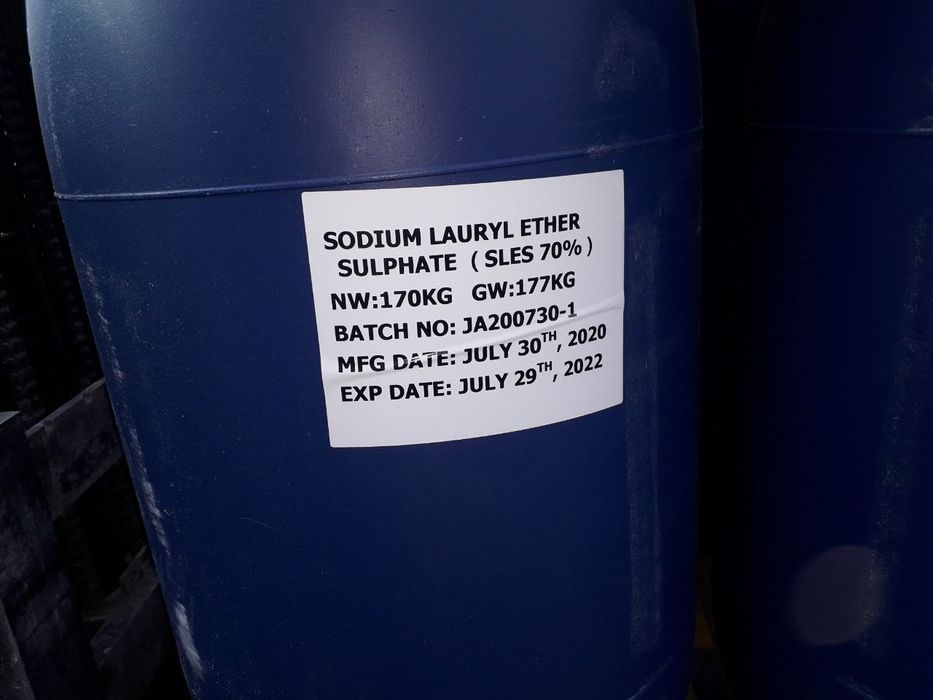 SODIUM LAURYL ETHER
SULPHATE ( SLES 70% )
NW:170KG GW:177KG
BATCH NO: JA200730-1
MFG DATE: JULY 30TH, 2020
EXP DATE: JULY 29TH, 2022